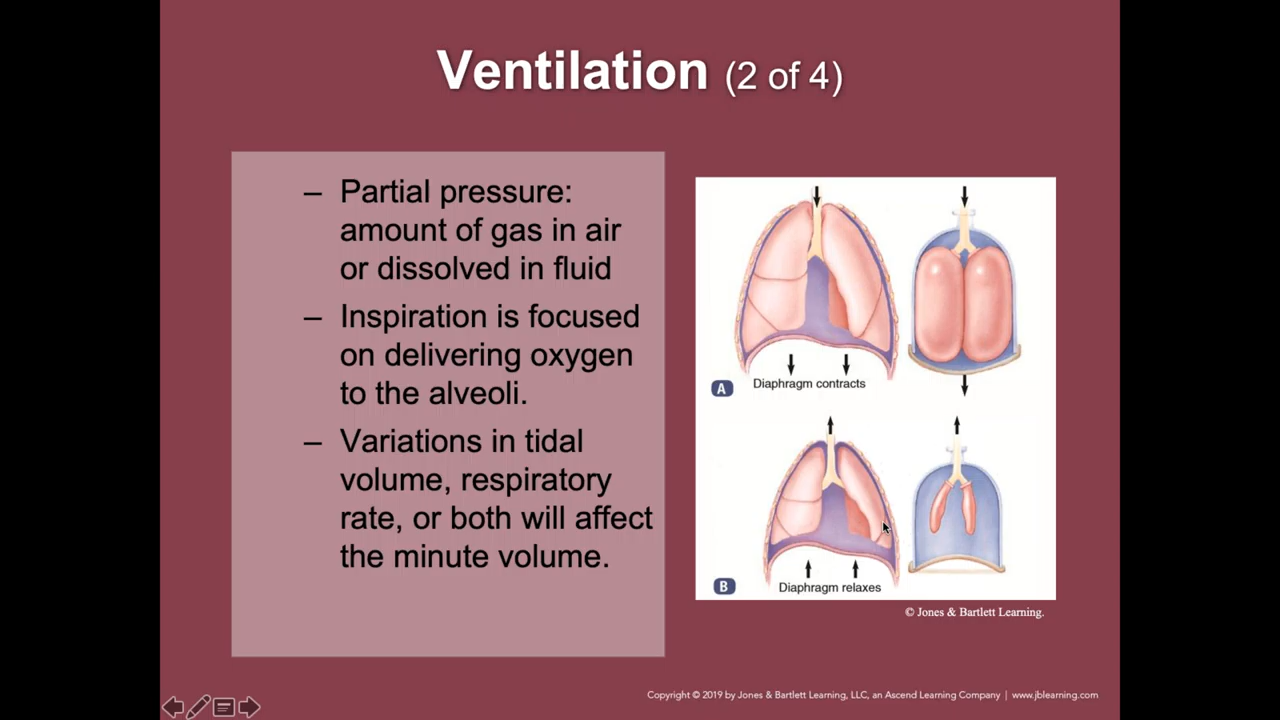 Ventilation (2 of 4)
– Partial pressure:
amount of gas in air
or dissolved in fluid
– Inspiration is focused
on delivering oxygen
to the alveoli.
– Variations in tidal
volume, respiratory
rate, or both will affect
the minute volume.
A Diaphragm contracts
B Diaphragm relaxes
© Jones & Bartlett Learning.
Copyright © 2019 by Jones & Bartlett Learning, LLC, an Ascend Learning Company | www.jblearning.com